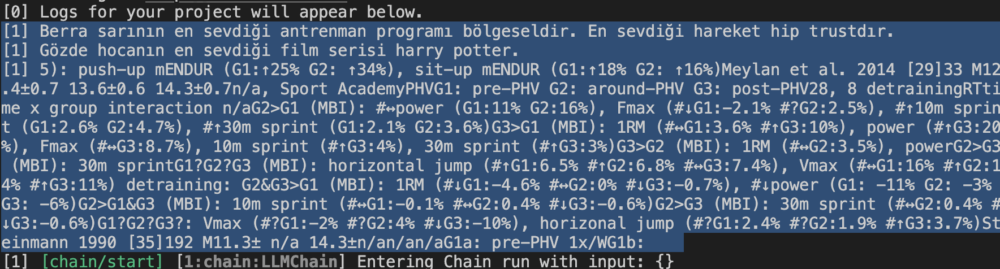 [0] Logs for your project will appear below.
[1] Berra sarının en sevdiği antrenman programı bölgeseldir. En sevdiği hareket hip trustdır.
[1] Gözde hocanın en sevdiği film serisi harry potter.
[1] 5): push-up mENDUR (G1:↑25% G2: ↑34%), sit-up mENDUR (G1:↑18% G2: ↑16%)Meylan et al. 2014 [29]33 M12
.4±0.7 13.6±0.6 14.3±0.7n/a, Sport AcademyPHVG1: pre-PHV G2: around-PHV G3: post-PHV28, 8 detrainingRTti
me x group interaction n/aG2>G1 (MBI): #↔power (G1:11% G2:16%), Fmax (#↓G1:-2.1% #?G2:2.5%), #↑10m sprin
t (G1:2.6% G2:4.7%), #↑30m sprint (G1:2.1% G2:3.6%)G3>G1 (MBI): 1RM (#↔G1:3.6% #↑G3:10%), power (#↑G3:20
%), Fmax (#↔G3:8.7%), 10m sprint (#↑G3:4%), 30m sprint (#↑G3:3%)G3>G2 (MBI): 1RM (#↔G2:3.5%), powerG2>G3
(MBI): 30m sprintG1?G2?G3 (MBI): horizontal jump (#↑G1:6.5% #↑G2:6.8% #↔G3:7.4%), Vmax (#↔G1:16% #↑G2:1
4% #↑G3:11%) detraining: G2&G3>G1 (MBI): 1RM (#↓G1:-4.6% #↔G2:0% #↓G3:-0.7%), #↓power (G1: -11% G2: -3%
G3: -6%)G2>G1&G3 (MBI): 10m sprint (#↔G1:-0.1% #↔G2:0.4% #↓G3:-0.6%)G2>G3 (MBI): 30m sprint (#↔G2:0.4% #
↓G3:-0.6%)G1?G2?G3?: Vmax (#?G1:-2% #?G2:4% #↓G3:-10%), horizonal jump (#?G1:2.4% #?G2:1.9% #↑G3:3.7%)St
einmann 1990 [35]192 M11.3± n/a 14.3±n/an/an/aG1a: pre-PHV 1x/WG1b:
[1] [chain/start] [1:chain:LLMChain] Entering Chain run with input: {}